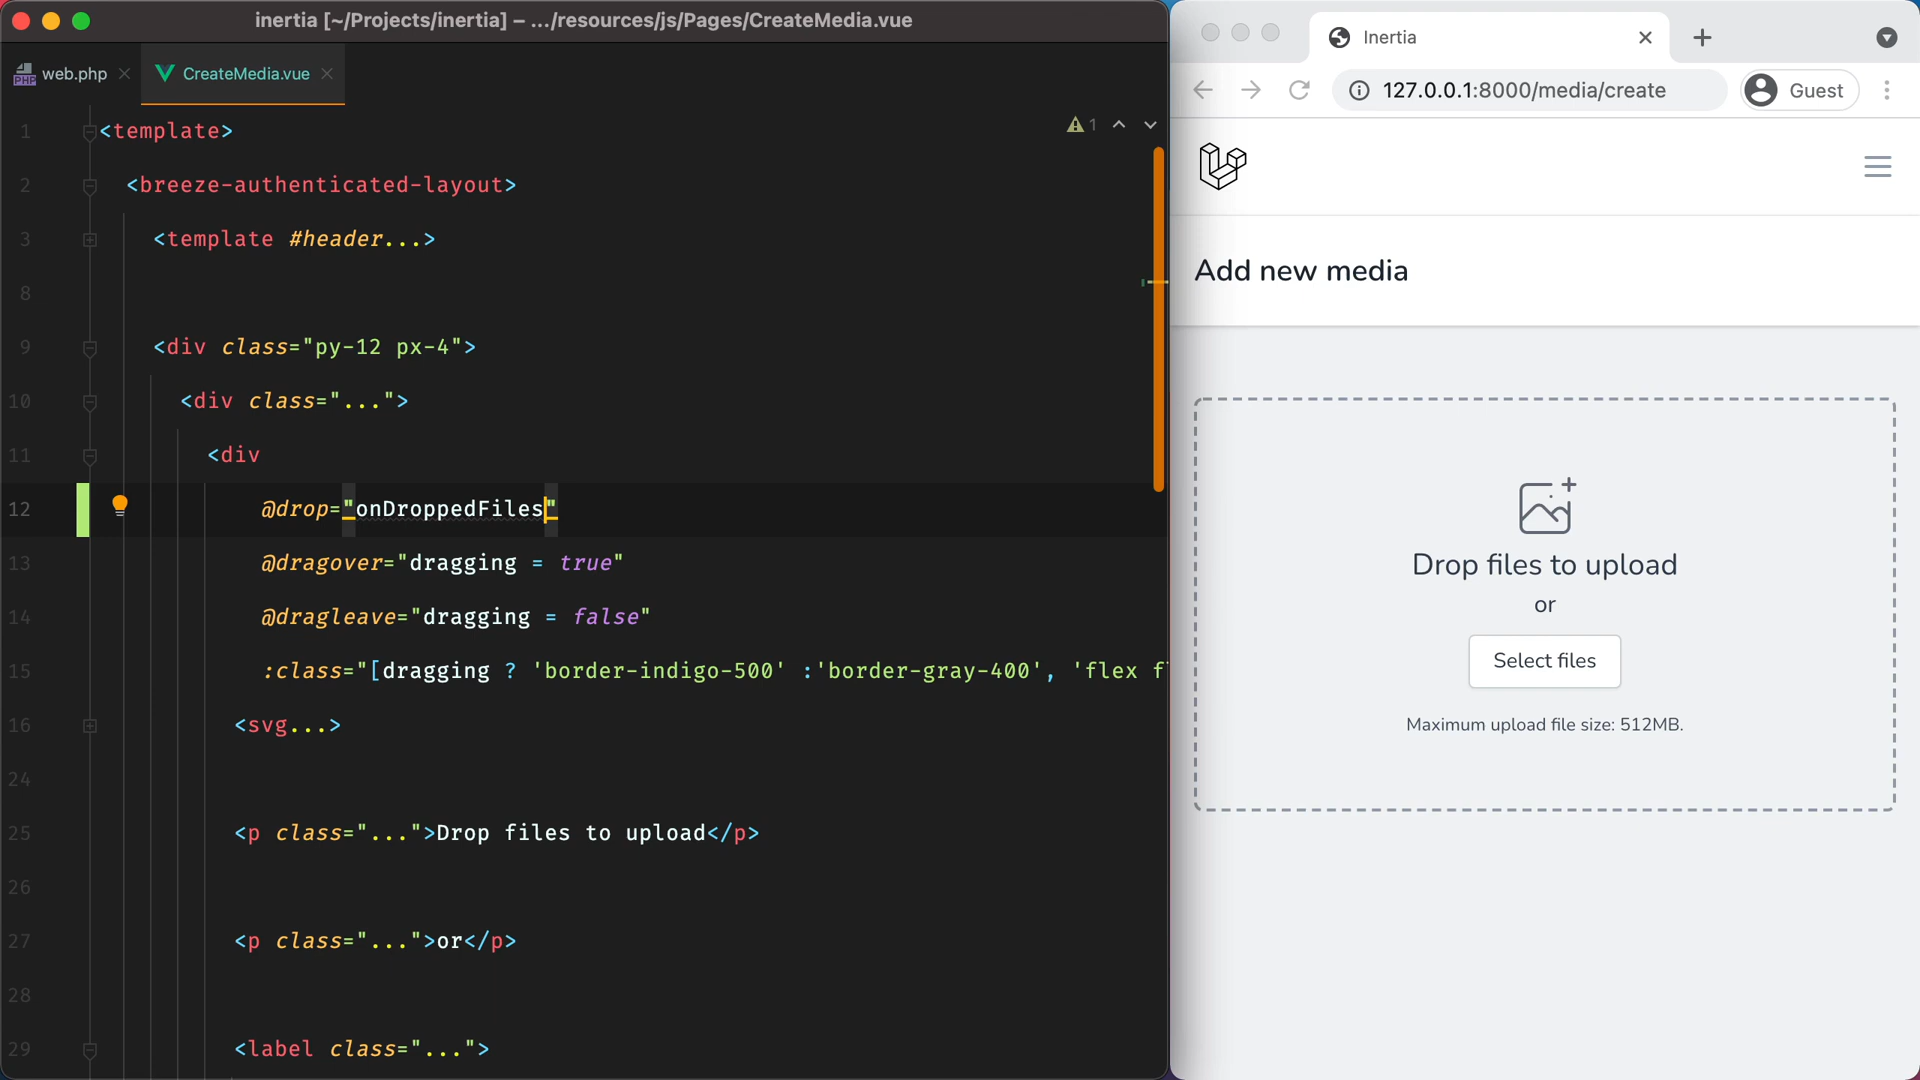 inertia [~/Projects/inertia] – .../resources/js/Pages/CreateMedia.vue
PHP web.php
CreateMedia.vue
1 <template>
1
2 <breeze-authenticated-layout>
3 <template #header...>
8
9 <div class="py-12 px-4">
10 <div class="...">
11 <div
12 @drop="onDroppedFiles"
13 @dragover="dragging = true"
14 @dragleave="dragging = false"
15 :class="[dragging ? 'border-indigo-500' :'border-gray-400', 'flex
16 <svg...>
24
25 <p class="...">Drop files to upload</p>
26
27 <p class="...">or</p>
28
29 <label class="...">
Inertia
127.0.0.1:8000/media/create
Guest
Add new media
Drop files to upload
or
Select files
Maximum upload file size: 512MB.